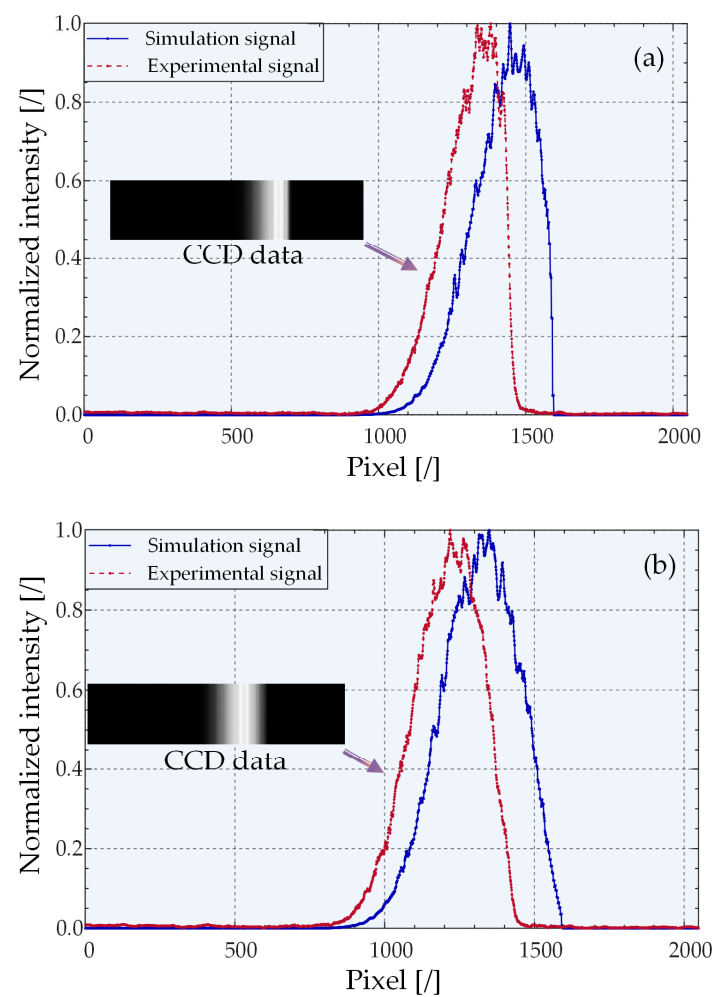 1.0
Simulation signal
Experimental signal
(a)
0.8
0.6
CCD data
0.4
0.2
0.0
Normalized intensity [/]
0 500 1000 1500 2000
Pixel [/]
1.0
Simulation signal
Experimental signal
(b)
0.8
0.6
CCD data
0.4
0.2
0.0
Normalized intensity [/]
0 500 1000 1500 2000
Pixel [/]